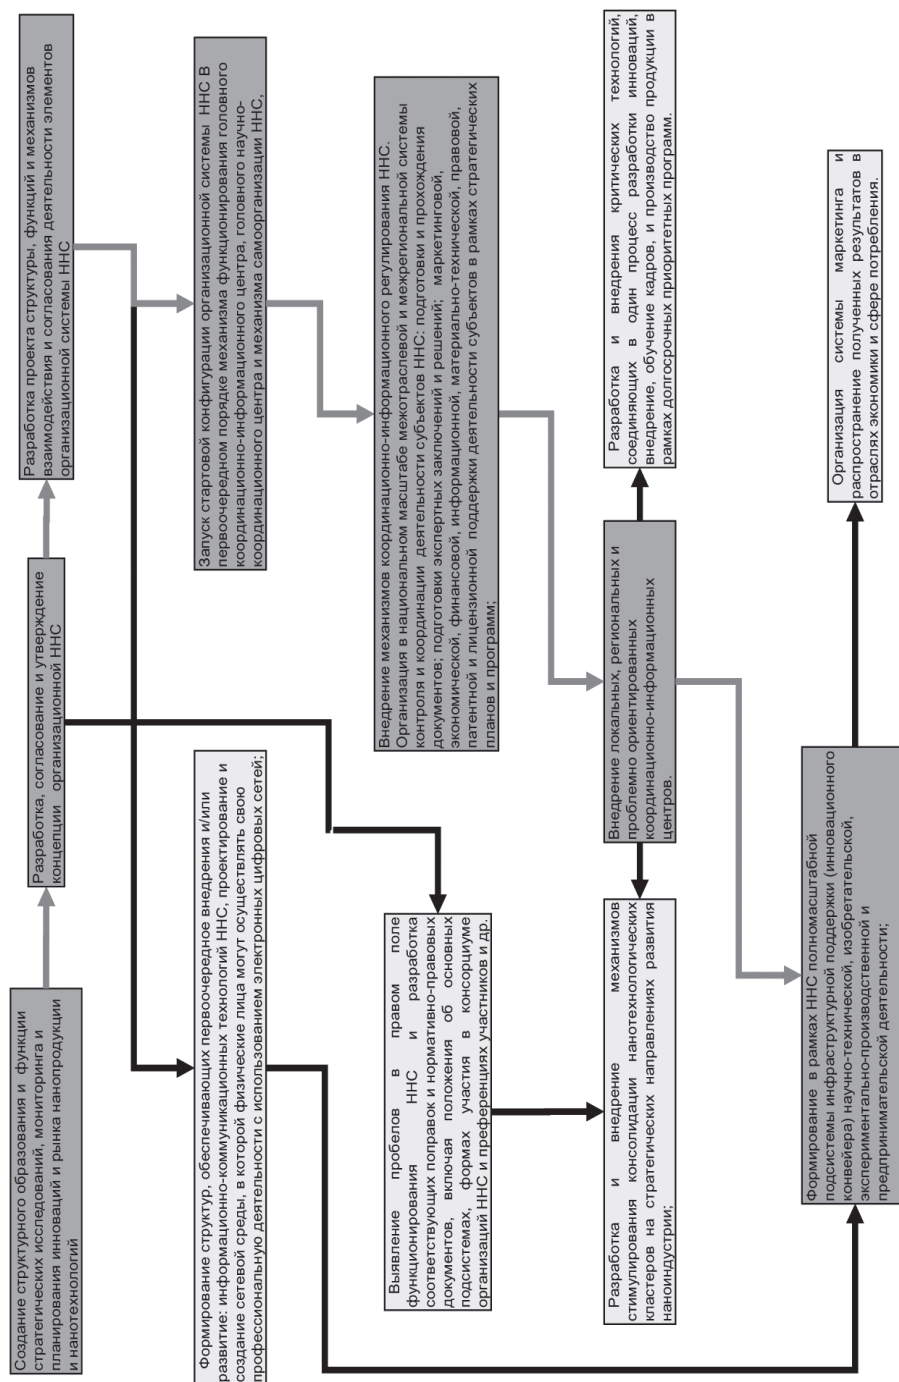 Создание структурного образования и функции
стратегических исследований, мониторинга и
планирования инноваций и рынка нанопродукции
и нанотехнологий
Разработка, согласование и утверждение
концепции организационной ННС
Разработка проекта структуры, функций и механизмов
взаимодействия и согласования деятельности элементов
организационной системы ННС
Формирование структур, обеспечивающих первоочередное внедрения и/или
развитие: информационно-коммуникационных технологий ННС, проектирование и
создание сетевой среды, в которой физические лица могут осуществлять свою
профессиональную деятельности с использованием электронных цифровых сетей;
Запуск стартовой конфигурации организационной системы ННС В
первоочередном порядке механизма функционирования головного
координационно-информационного центра, головного научно-
координационного центра и механизма самоорганизации ННС,
Выявление пробелов в правом поле
функционирования ННС и разработка
соответствующих поправок и нормативно-правовых
документов, включая положения об основных
подсистемах, формах участия в консорциуме
организаций ННС и преференциях участников и др.
Внедрение механизмов координационно-информационного регулирования ННС.
Организация в национальном масштабе межотраслевой и межрегиональной системы
контроля и координации деятельности субъектов ННС: подготовки и прохождения
документов; подготовки экспертных заключений и решений; маркетинговой,
экономической, финансовой, информационной, материально-технической, правовой,
патентной и лицензионной поддержки деятельности субъектов в рамках стратегических
планов и программ;
Разработка и внедрение механизмов
стимулирования консолидации нанотехнологических
кластеров на стратегических направлениях развития
наноиндустрии;
Внедрение локальных, региональных и
проблемно ориентированных
координационно-информационных
центров.
Разработка и внедрения критических технологий,
соединяющих в один процесс разработки инноваций,
внедрение, обучение кадров, и производство продукции в
рамках долгосрочных приоритетных программ.
Формирование в рамках ННС полномасштабной
подсистемы инфраструктурной поддержки (инновационного
конвейера) научно-технической, изобретательской,
экспериментально-производственной и
предпринимательской деятельности;
Организация системы маркетинга и
распространение полученных результатов в
отраслях экономики и сфере потребления.